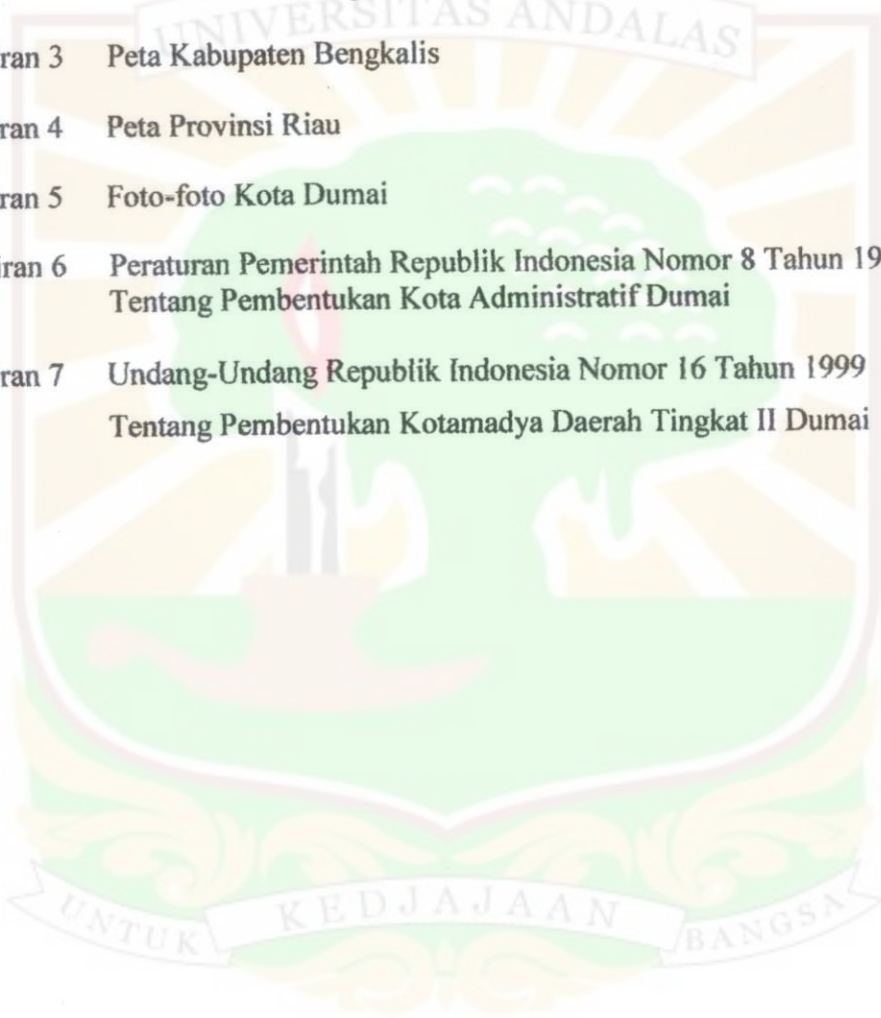 UNIVERSITAS ANDALAS
ran 3 Peta Kabupaten Bengkalis
ran 4 Peta Provinsi Riau
ran 5 Foto-foto Kota Dumai
iran 6 Peraturan Pemerintah Republik Indonesia Nomor 8 Tahun 19
Tentang Pembentukan Kota Administratif Dumai
ran 7 Undang-Undang Republik Indonesia Nomor 16 Tahun 1999
Tentang Pembentukan Kotamadya Daerah Tingkat II Dumai
UNTUK KEDJAJAAN BANGSA